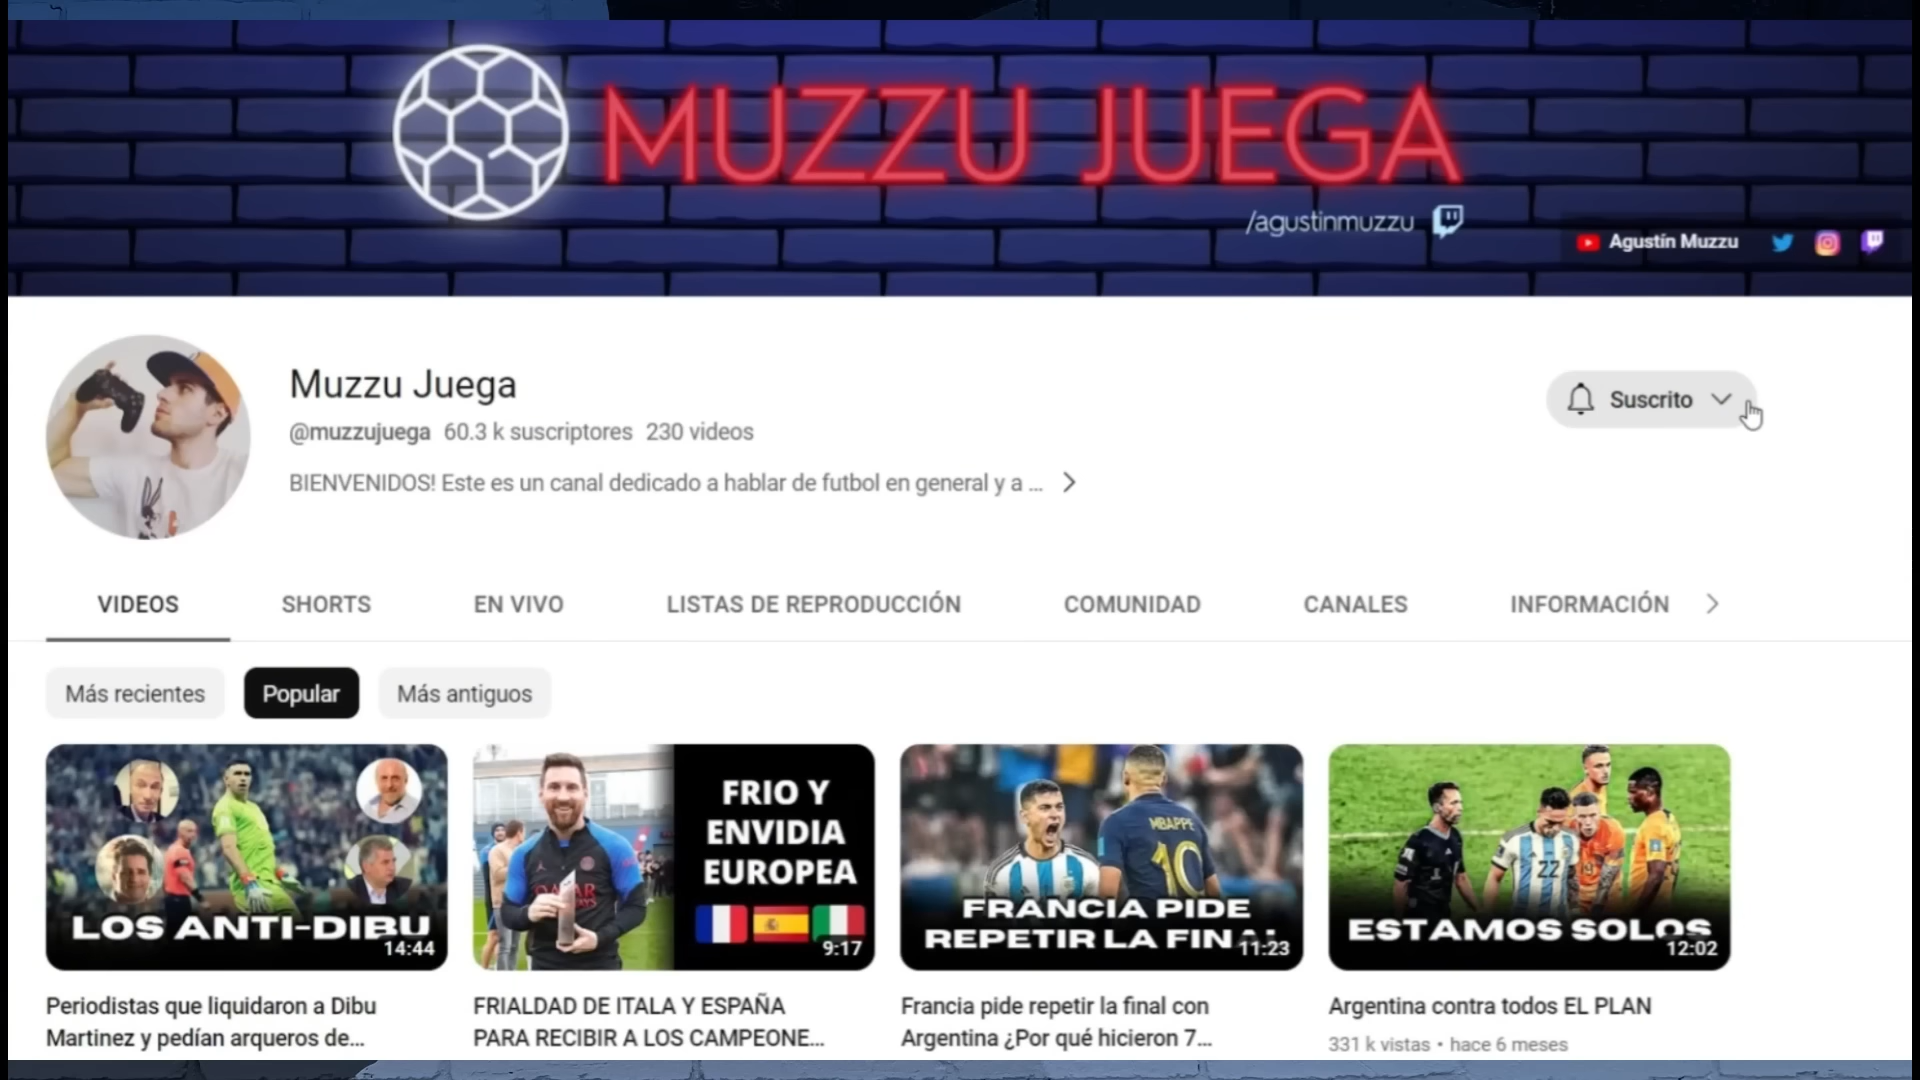 MUZZU JUEGA
/agustinmuzzu
Agustín Muzzu
Muzzu Juega
@muzzujuega 60.3 k suscriptores 230 videos
BIENVENIDOS! Este es un canal dedicado a hablar de futbol en general y a ...
Suscrito
VIDEOS SHORTS EN VIVO LISTAS DE REPRODUCCIÓN COMUNIDAD CANALES INFORMACIÓN
Más recientes Popular Más antiguos
LOS ANTI-DIBU
14:44
FRIO Y
ENVIDIA
EUROPEA
QATAR
9:17
MBAPPE
10
FRANCIA PIDE
REPETIR LA FINAL
11:23
22
ESTAMOS SOLOS
12:02
Periodistas que liquidaron a Dibu
Martinez y pedían arqueros de...
FRIALDAD DE ITALA Y ESPAÑA
PARA RECIBIR A LOS CAMPEONE...
Francia pide repetir la final con
Argentina ¿Por qué hicieron 7...
Argentina contra todos EL PLAN
331 k vistas • hace 6 meses